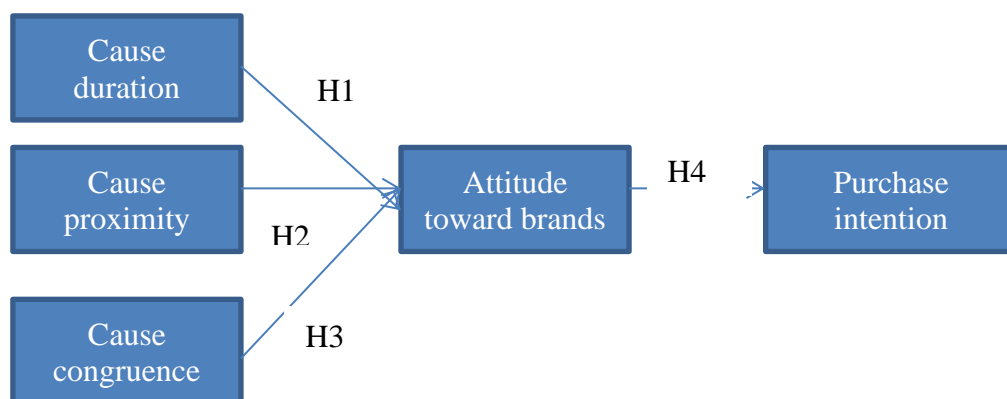 Cause
duration
H1
Cause
proximity
H2
Attitude
toward brands
H4
Purchase
intention
Cause
congruence
H3